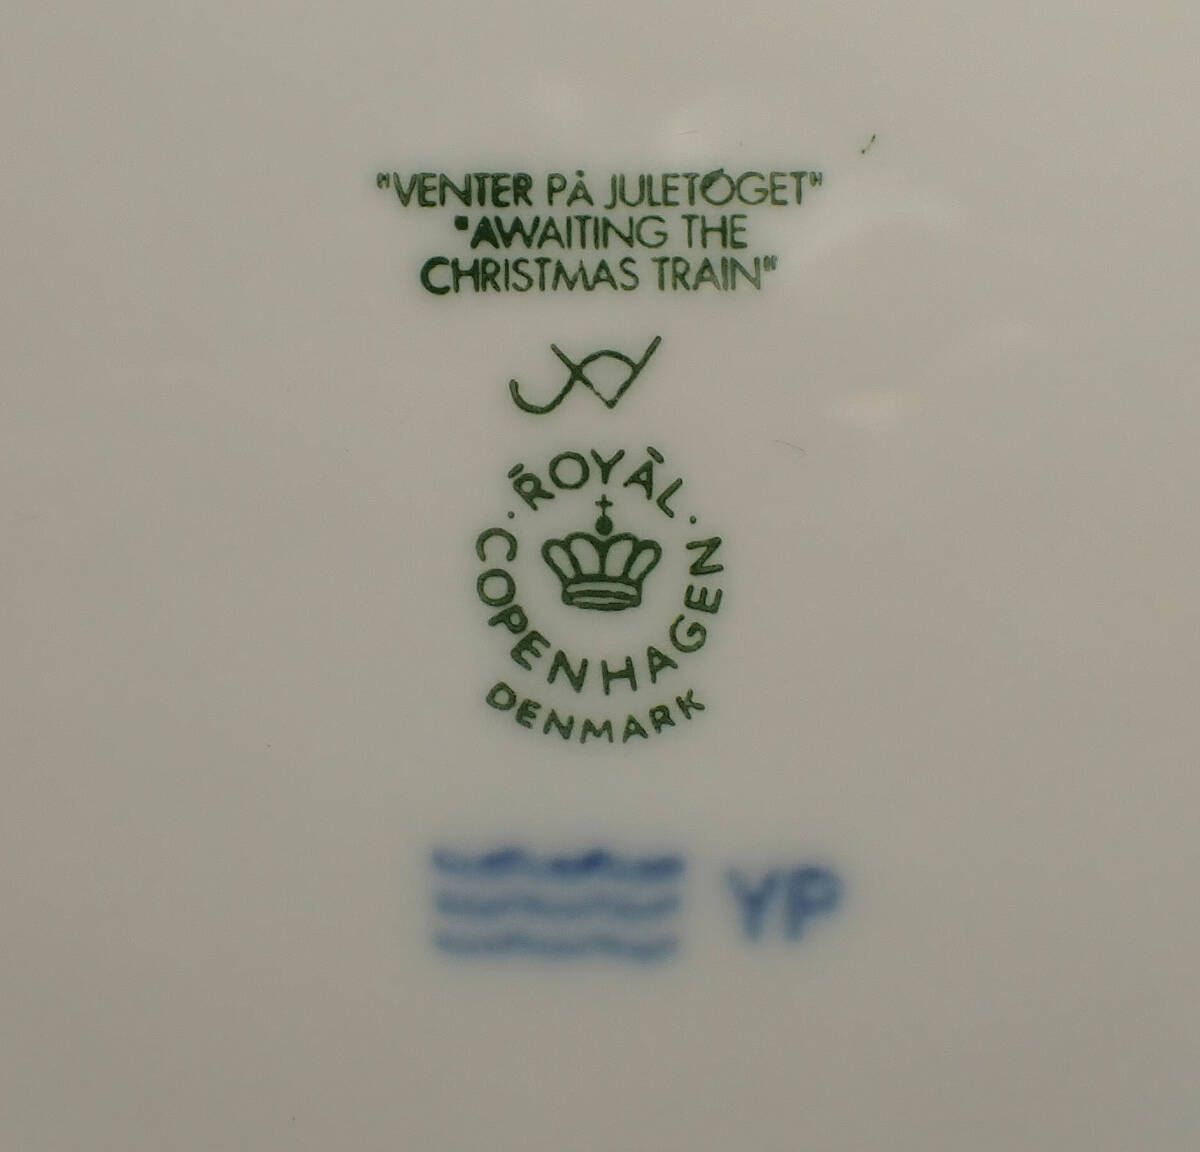 "VENTER PÅ JULETOGET"
"AWAITING THE
CHRISTMAS TRAIN"
ROYAL
COPENHAGEN
DENMARK
YP